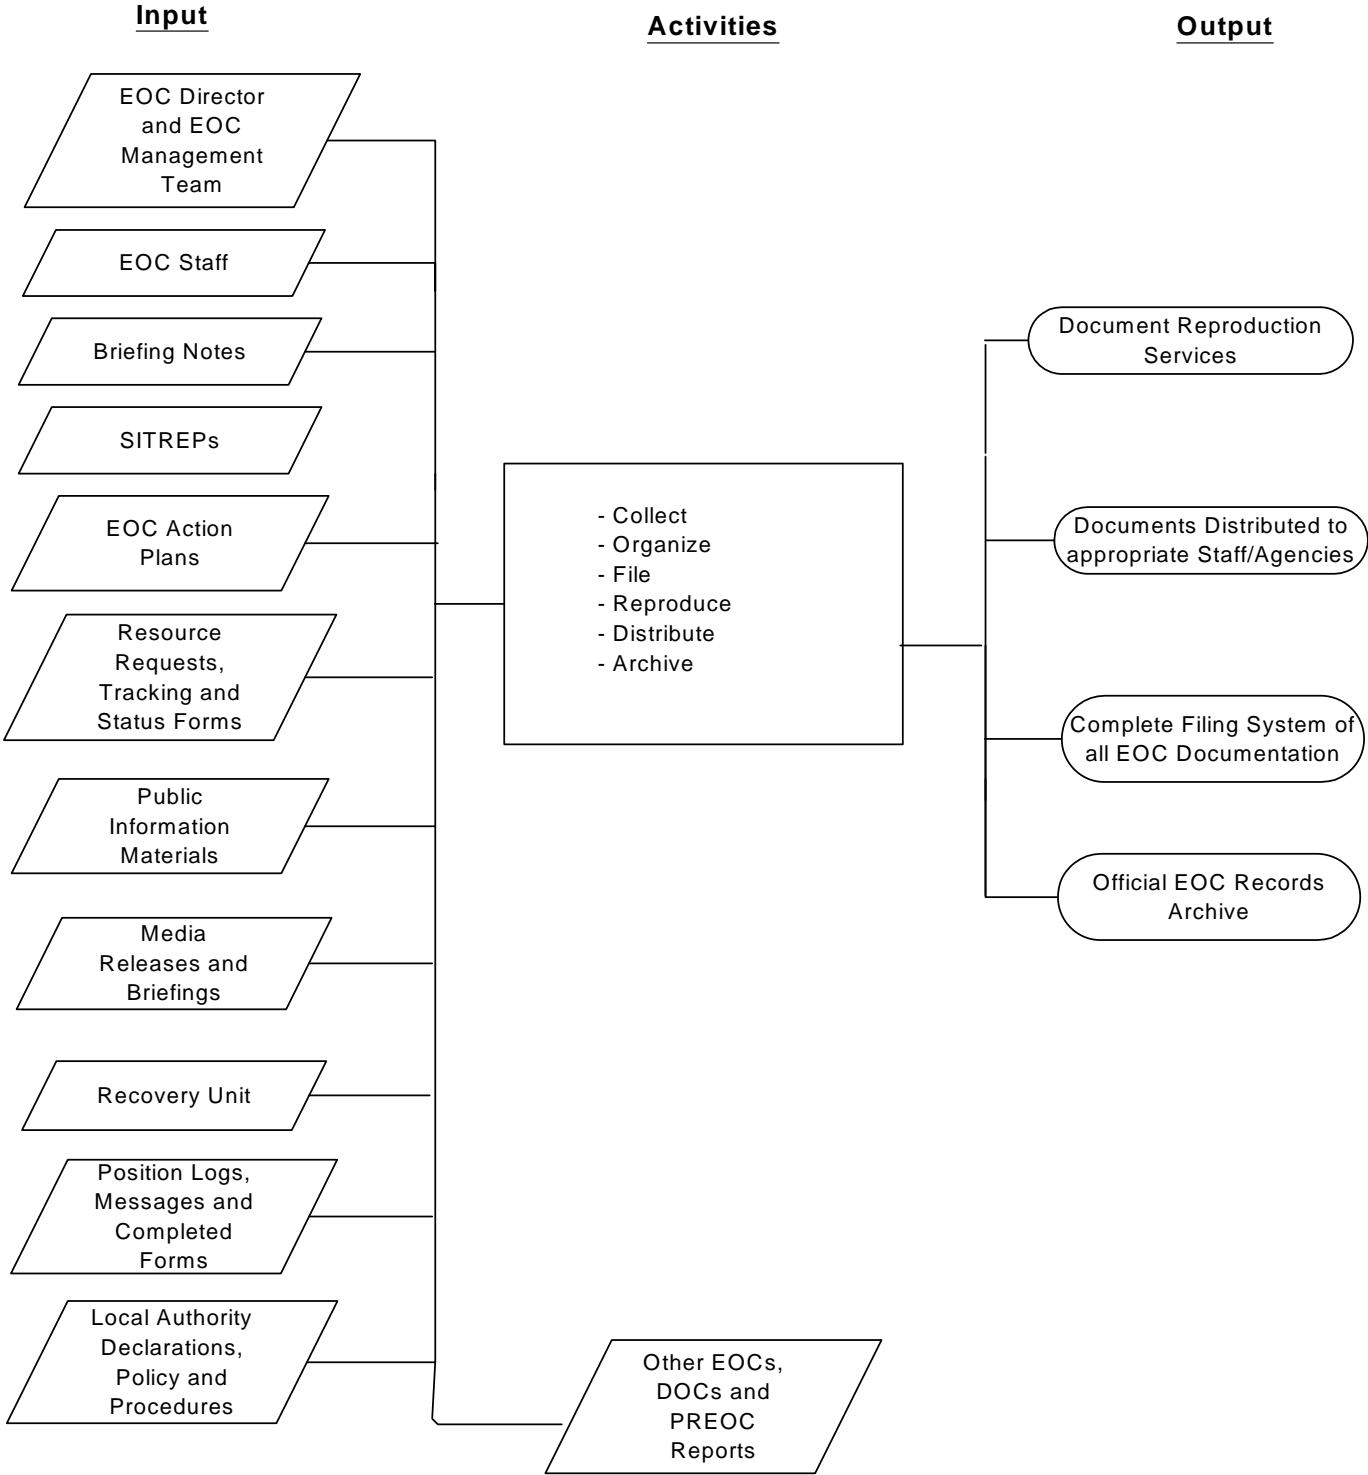 Input
Activities
Output
EOC Director
and EOC
Management
Team
EOC Staff
Briefing Notes
SITREPs
EOC Action
Plans
Resource
Requests,
Tracking and
Status Forms
Public
Information
Materials
Media
Releases and
Briefings
Recovery Unit
Position Logs,
Messages and
Completed
Forms
Local Authority
Declarations,
Policy and
Procedures
Other EOCs,
DOCs and
PREOC
Reports
- Collect
- Organize
- File
- Reproduce
- Distribute
- Archive
Document Reproduction
Services
Documents Distributed to
appropriate Staff/Agencies
Complete Filing System of
all EOC Documentation
Official EOC Records
Archive